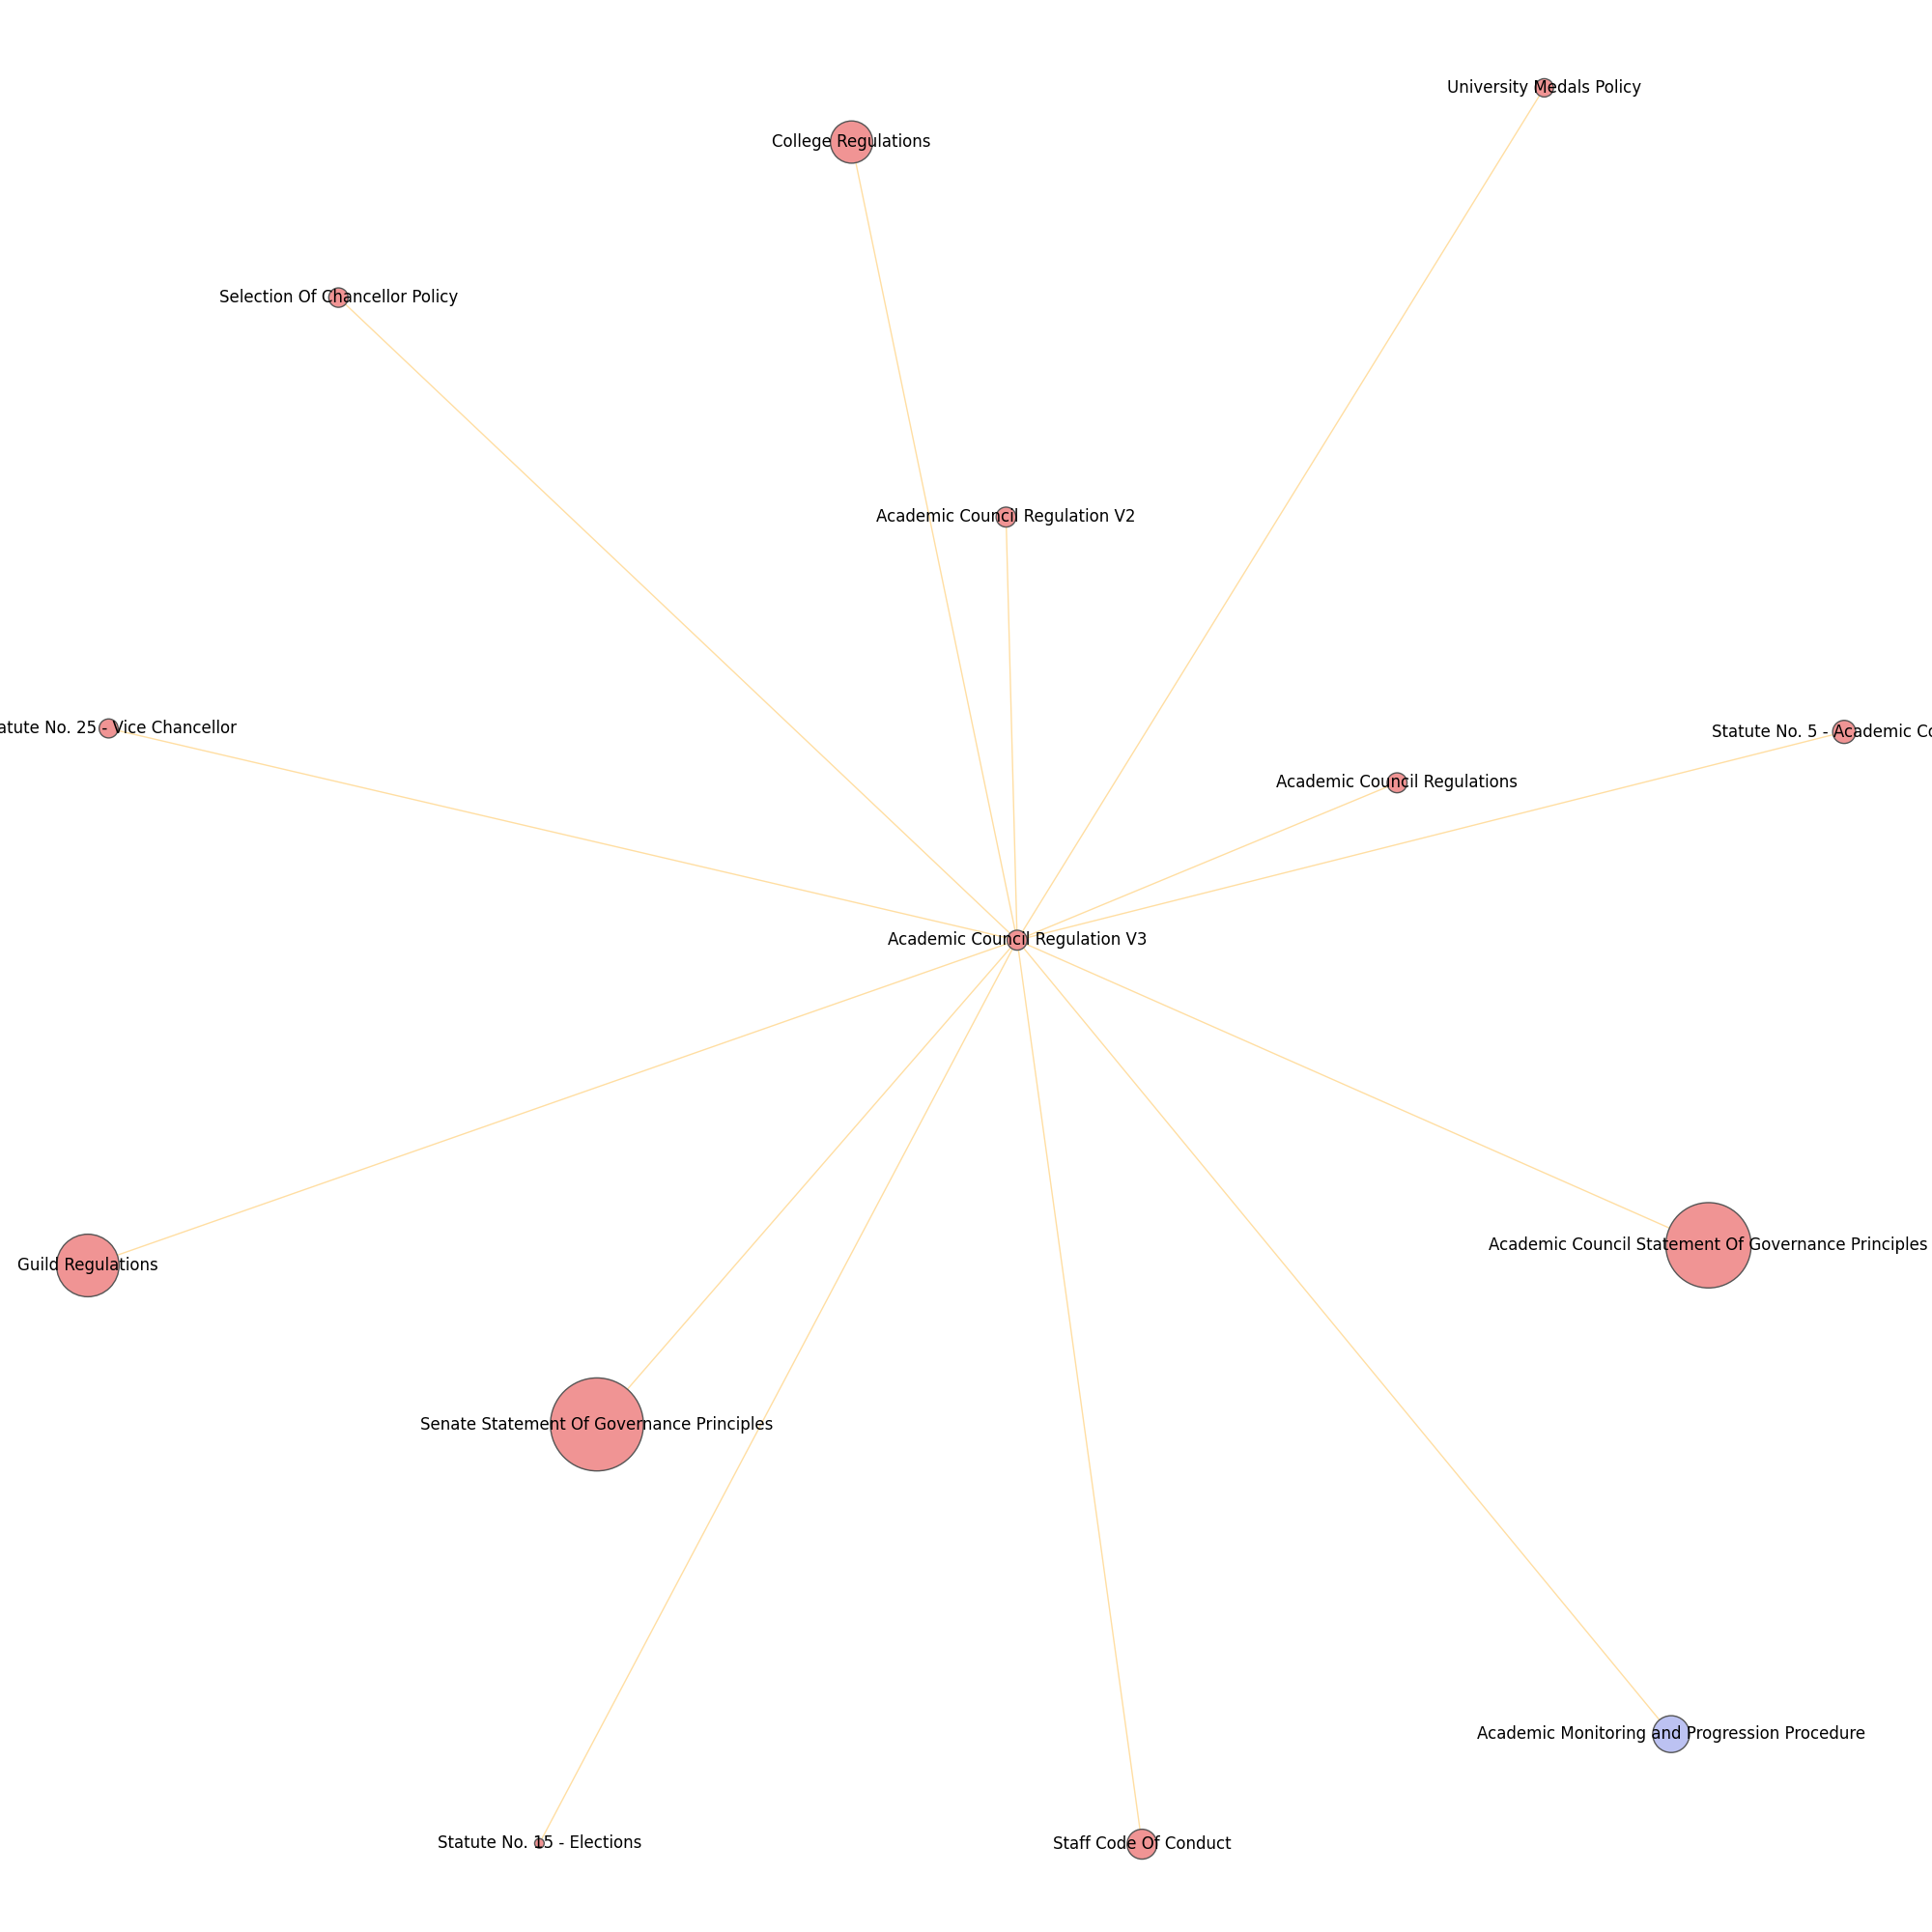 University Medals Policy
College Regulations
Selection Of Chancellor Policy
Academic Council Regulation V2
No. 25 - Vice Chancellor
Statute No. 5 - Academic
Academic Council Regulations
Academic Council Regulation V3
Academic Council Statement Of Governance Principles
Guild Regulations
Senate Statement Of Governance Principles
Academic Monitoring and Progression Procedure
Statute No. 15 - Elections
Staff Code Of Conduct